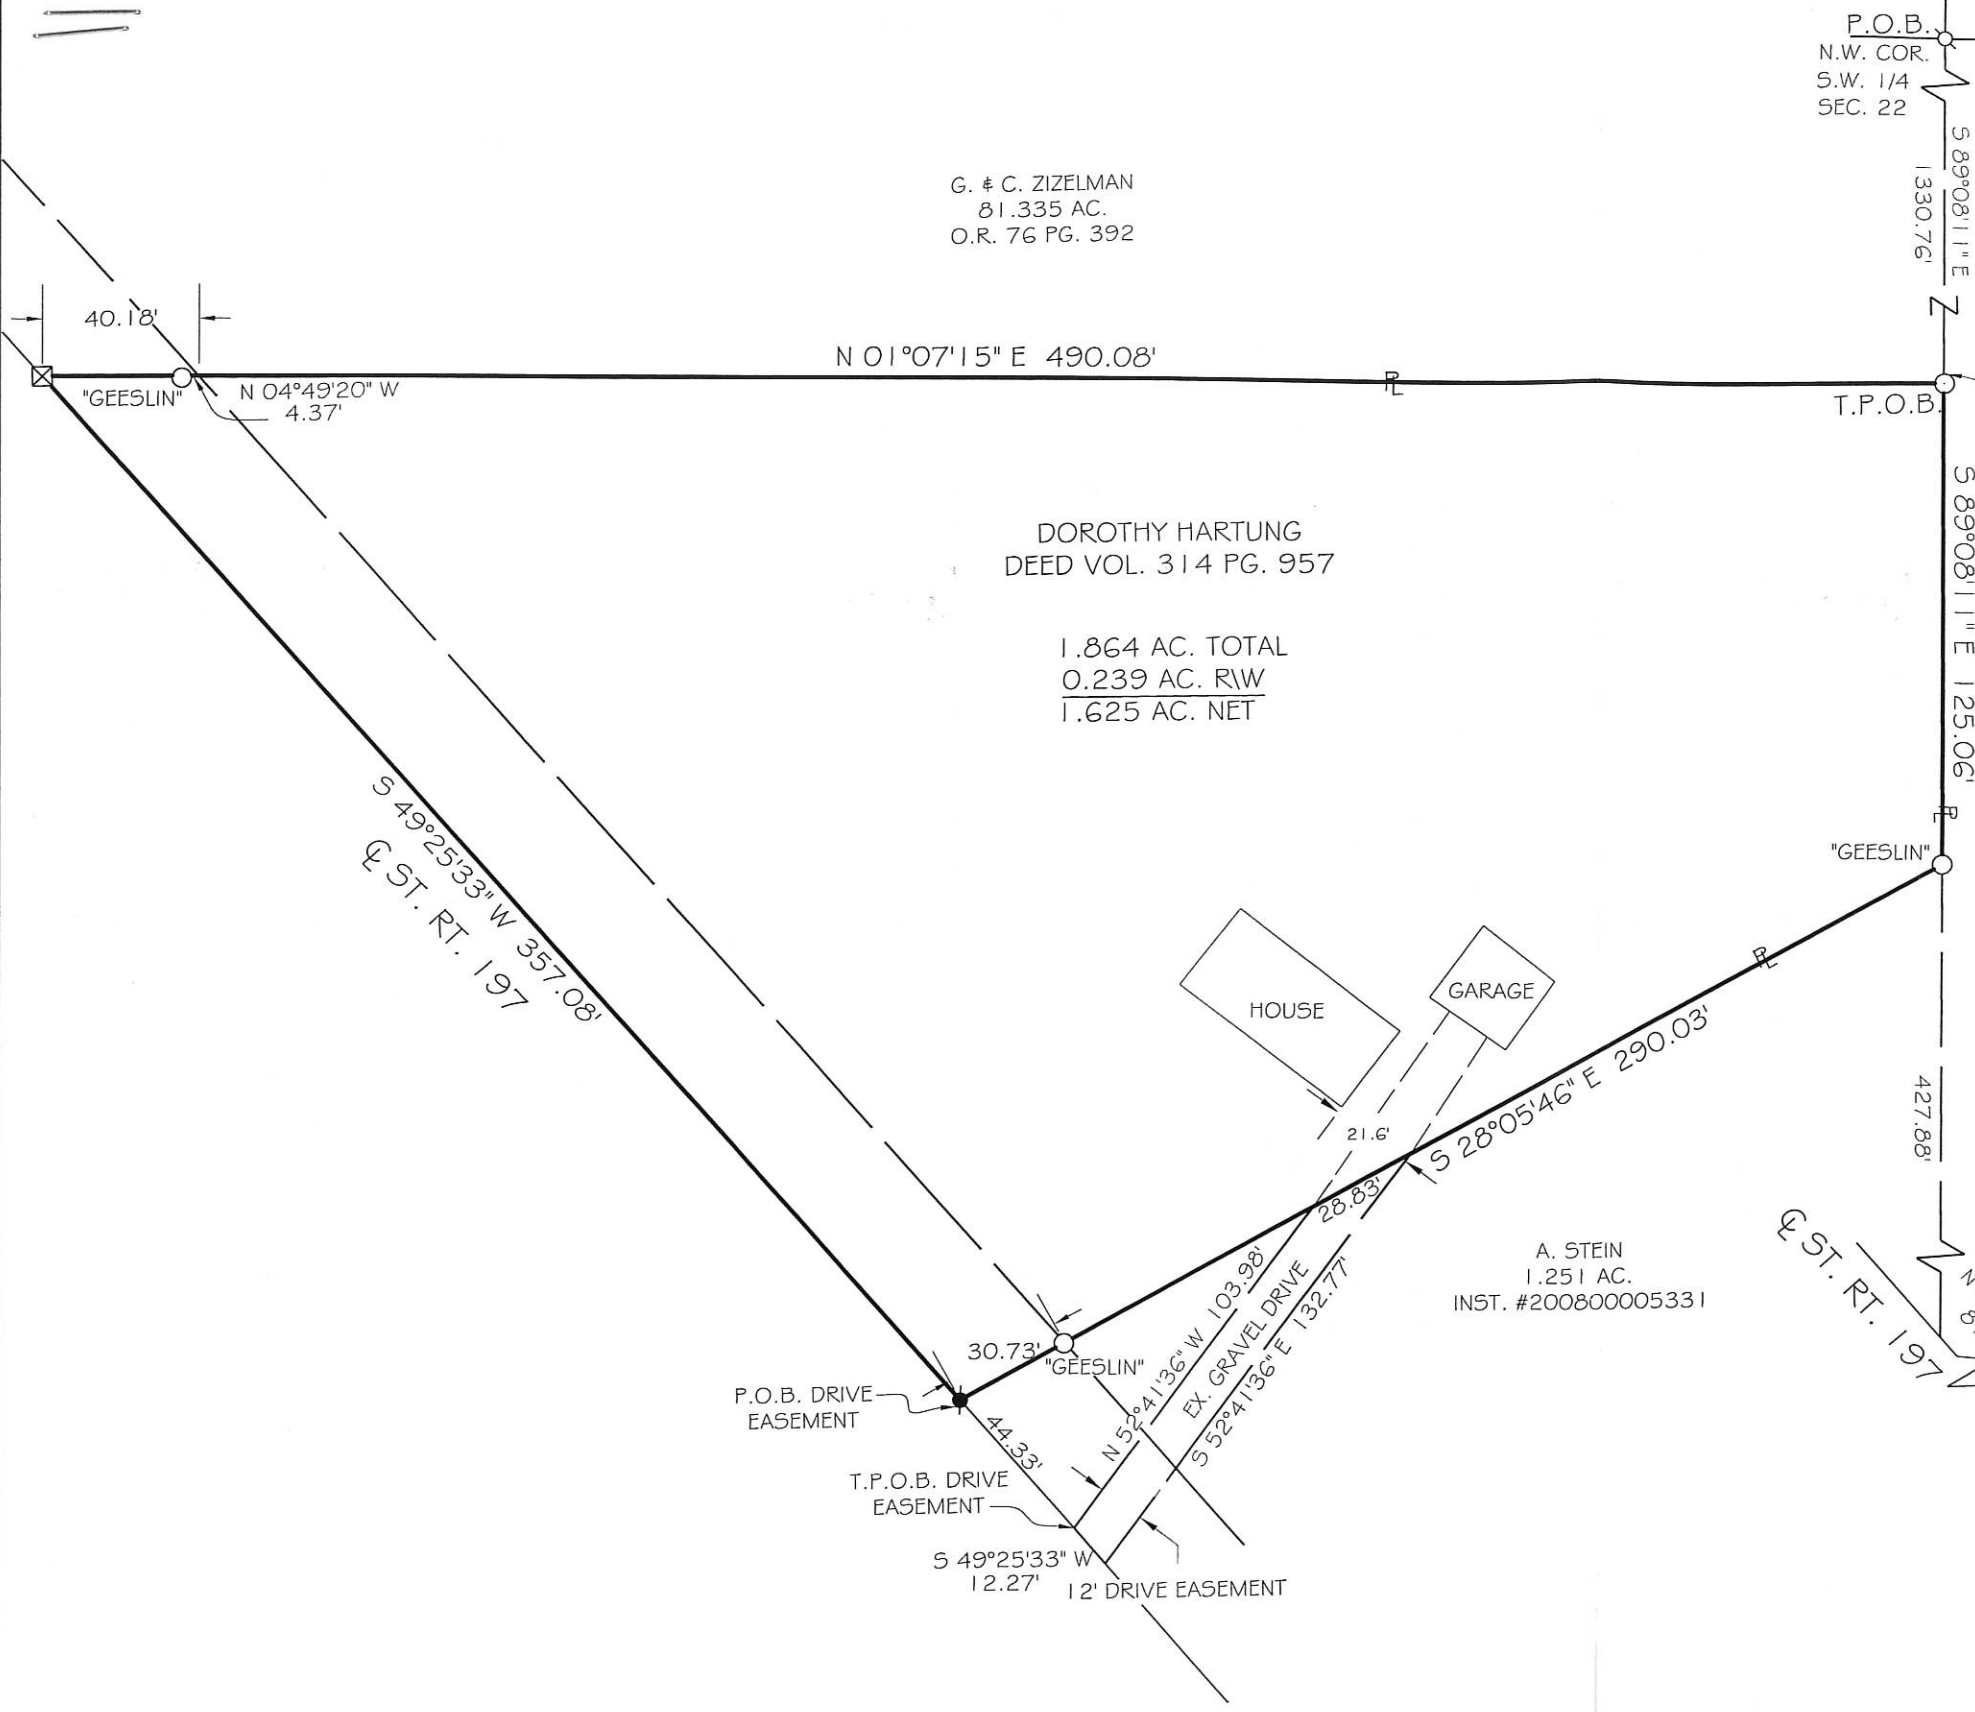 P.O.B.
N.W. COR.
S.W. 1/4
SEC. 22
S 89°08'11" E
1330.76'
G. & C. ZIZELMAN
81.335 AC.
O.R. 76 PG. 392
40.18'
N 01°07'15" E 490.08'
"GEESLIN"
N 04°49'20" W
4.37'
PL
T.P.O.B.
S 89°08'11" E 125.06'
DOROTHY HARTUNG
DEED VOL. 314 PG. 957
1.864 AC. TOTAL
0.239 AC. R\W
1.625 AC. NET
S 49°25'33" W 357.08'
CL ST. RT. 197
PL
"GEESLIN"
PL
HOUSE
GARAGE
S 28°05'46" E 290.03'
21.6'
28.83'
427.88'
A. STEIN
1.251 AC.
INST. #200800005331
CL ST. RT. 197
N 52°41'36" W 103.98'
EX. GRAVEL DRIVE
S 52°41'36" E 132.77'
30.73'
"GEESLIN"
P.O.B. DRIVE
EASEMENT
44.33'
T.P.O.B. DRIVE
EASEMENT
S 49°25'33" W
12.27'
12' DRIVE EASEMENT